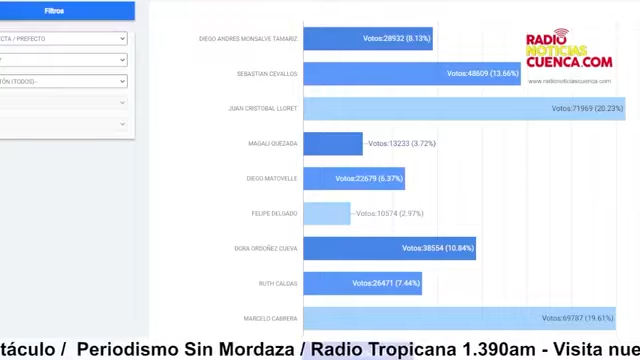 Filtros
ECTA / PREFECTO
IÓN (TODOS)-
DIEGO ANDRES MONSALVE TAMARIZ
Votos:28932 (8.13%)
SEBASTIAN CEVALLOS
Votos:48609 (13.66%)
JUAN CRISTOBAL LLORET
Votos:71969 (20.23%)
MAGALI QUEZADA
Votos:13233 (3.72%)
DIEGO MATOVELLE
Votos:22679 (6.37%)
FELIPE DELGADO
Votos:10574 (2.97%)
DORA ORDOÑEZ CUEVA
Votos:38554 (10.84%)
RUTH CALDAS
Votos:26471 (7.44%)
MARCELO CABRERA
Votos:69787 (19.61%)
RADIO
NOTICIAS
CUENCA.COM
www.radionoticiascuenca.com
táculo / Periodismo Sin Mordaza / Radio Tropicana 1.390am - Visita nue